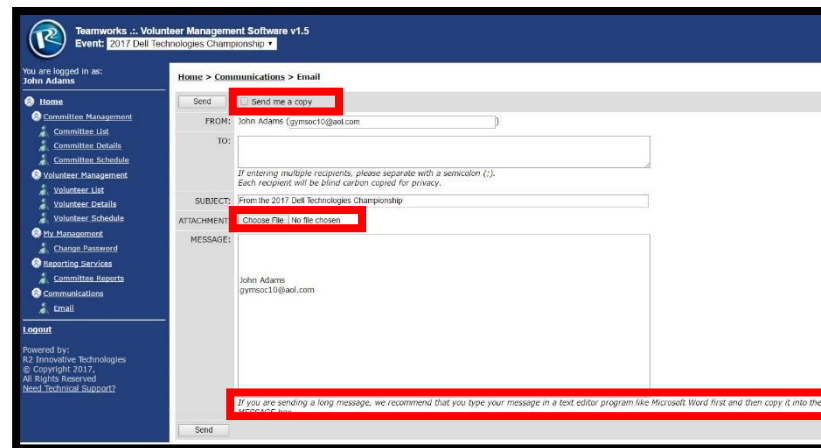 R2
Teamworks .:. Volunteer Management Software v1.5
Event: 2017 Dell Technologies Championship
You are logged in as:
John Adams
Home
Committee Management
Committee List
Committee Details
Committee Schedule
Volunteer Management
Volunteer List
Volunteer Details
Volunteer Schedule
My Management
Change Password
Reporting Services
Committee Reports
Communications
Email
Logout
Powered by:
R2 Innovative Technologies
© Copyright 2017,
All Rights Reserved
Need Technical Support?
Home > Communications > Email
Send Send me a copy
FROM: John Adams (gymsoc10@aol.com)
TO:
If entering multiple recipients, please separate with a semicolon (;).
Each recipient will be blind carbon copied for privacy.
SUBJECT: From the 2017 Dell Technologies Championship
ATTACHMENT Choose File No file chosen
MESSAGE:
John Adams
gymsoc10@aol.com
If you are sending a long message, we recommend that you type your message in a text editor program like Microsoft Word first and then copy it into the
MESSAGE box
Send